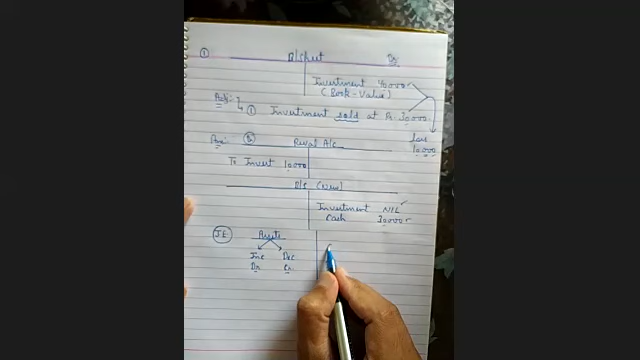 ① B/Sheet Rs
Investment 40000
(Book-Value)
Adj:- ① Investment sold at Rs 30000
Loss
10000
Ans:- Reval A/c
To Invest 10000
B/S (New)
Investment NIL
Cash 30000
JE Assets
Inc Dec
Dr Cr